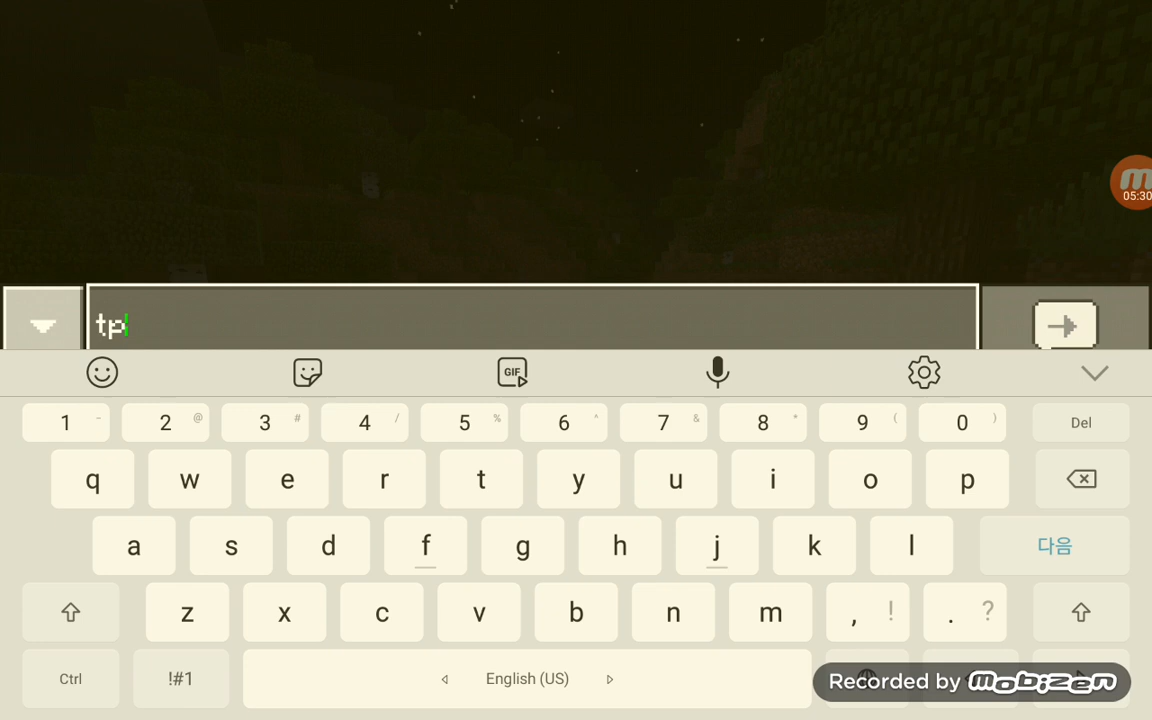 05:30
tp
GIF
1 - 2 @ 3 # 4 / 5 % 6 ^ 7 & 8 * 9 ( 0 ) Del
q w e r t y u i o p
a s d f g h j k l 다음
z x c v b n m , ! . ?
Ctrl !#1 English (US)
Recorded by mobizen